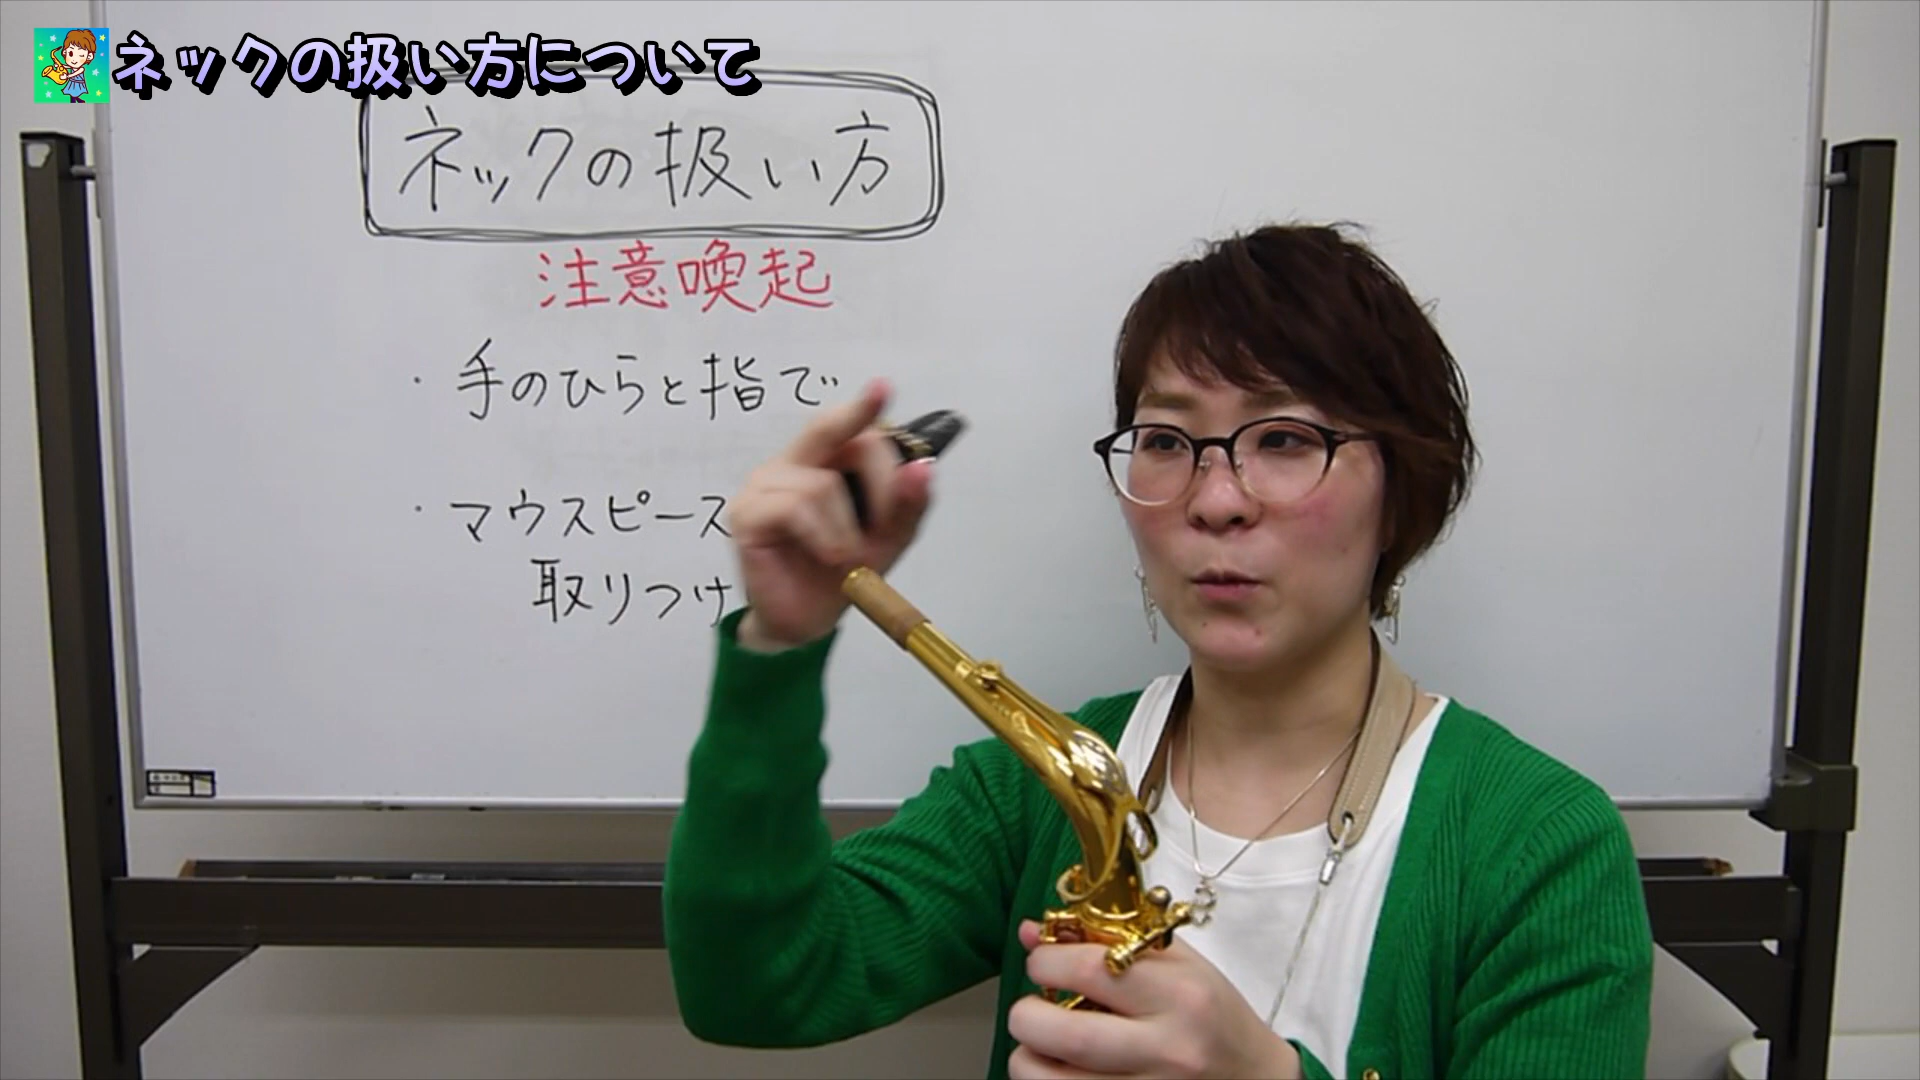 ネックの扱い方について
ネックの扱い方
注意喚起
・手のひらと指で
・マウスピース
取りつけ